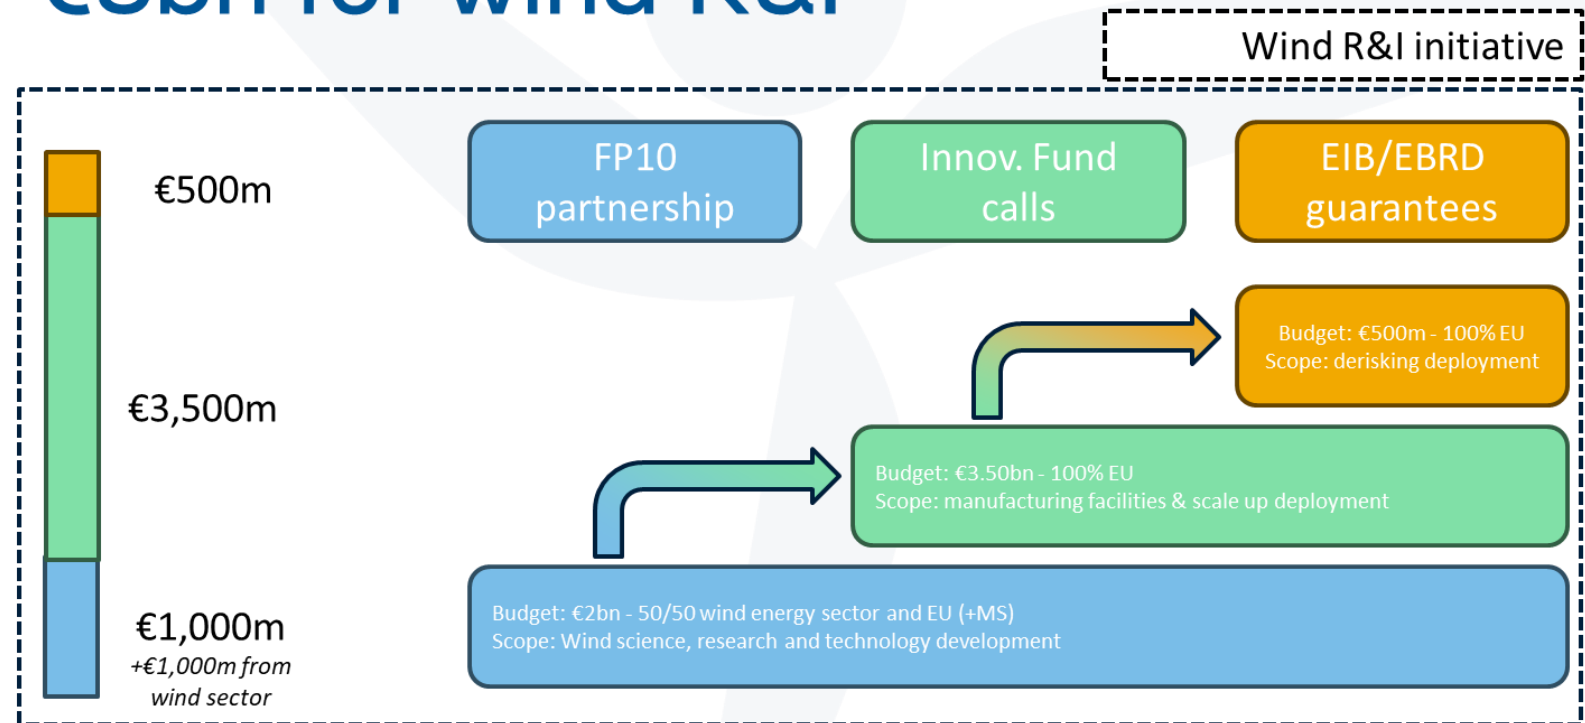 for wind R&I
Wind R&I initiative
€500m
€3,500m
€1,000m
+€1,000m from
wind sector
FP10
partnership
Innov. Fund
calls
EIB/EBRD
guarantees
Budget: €500m - 100% EU
Scope: derisking deployment
Budget: €3.50bn - 100% EU
Scope: manufacturing facilities & scale up deployment
Budget: €2bn - 50/50 wind energy sector and EU (+MS)
Scope: Wind science, research and technology development